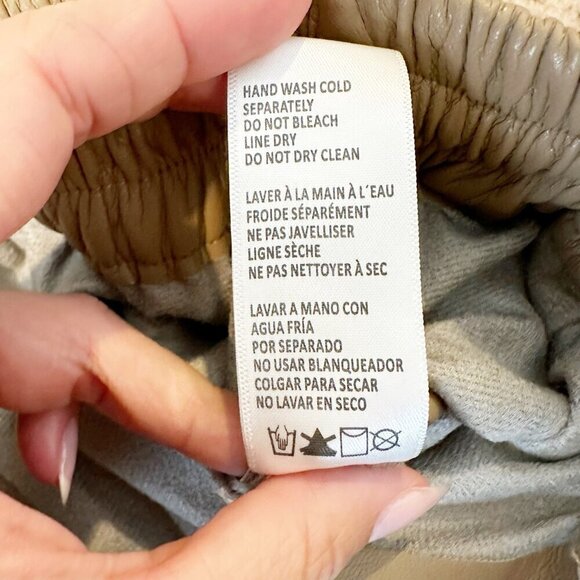 HAND WASH COLD
SEPARATELY
DO NOT BLEACH
LINE DRY
DO NOT DRY CLEAN
LAVER À LA MAIN À L´EAU
FROIDE SÉPARÉMENT
NE PAS JAVELLISER
LIGNE SÈCHE
NE PAS NETTOYER À SEC
LAVAR A MANO CON
AGUA FRÍA
POR SEPARADO
NO USAR BLANQUEADOR
COLGAR PARA SECAR
NO LAVAR EN SECO